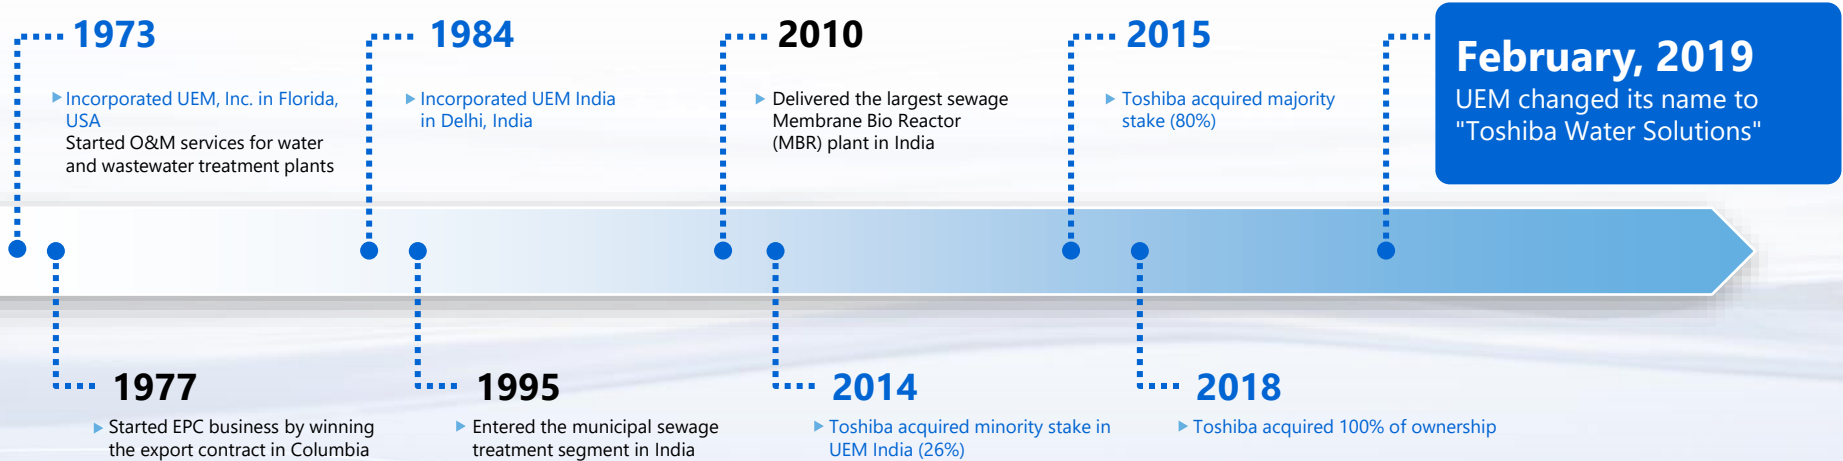 1973
Incorporated UEM, Inc. in Florida,
USA
Started O&M services for water
and wastewater treatment plants
1977
Started EPC business by winning
the export contract in Columbia
1984
Incorporated UEM India
in Delhi, India
1995
Entered the municipal sewage
treatment segment in India
2010
Delivered the largest sewage
Membrane Bio Reactor
(MBR) plant in India
2014
Toshiba acquired minority stake in
UEM India (26%)
2015
Toshiba acquired majority
stake (80%)
2018
Toshiba acquired 100% of ownership
February, 2019
UEM changed its name to
"Toshiba Water Solutions"